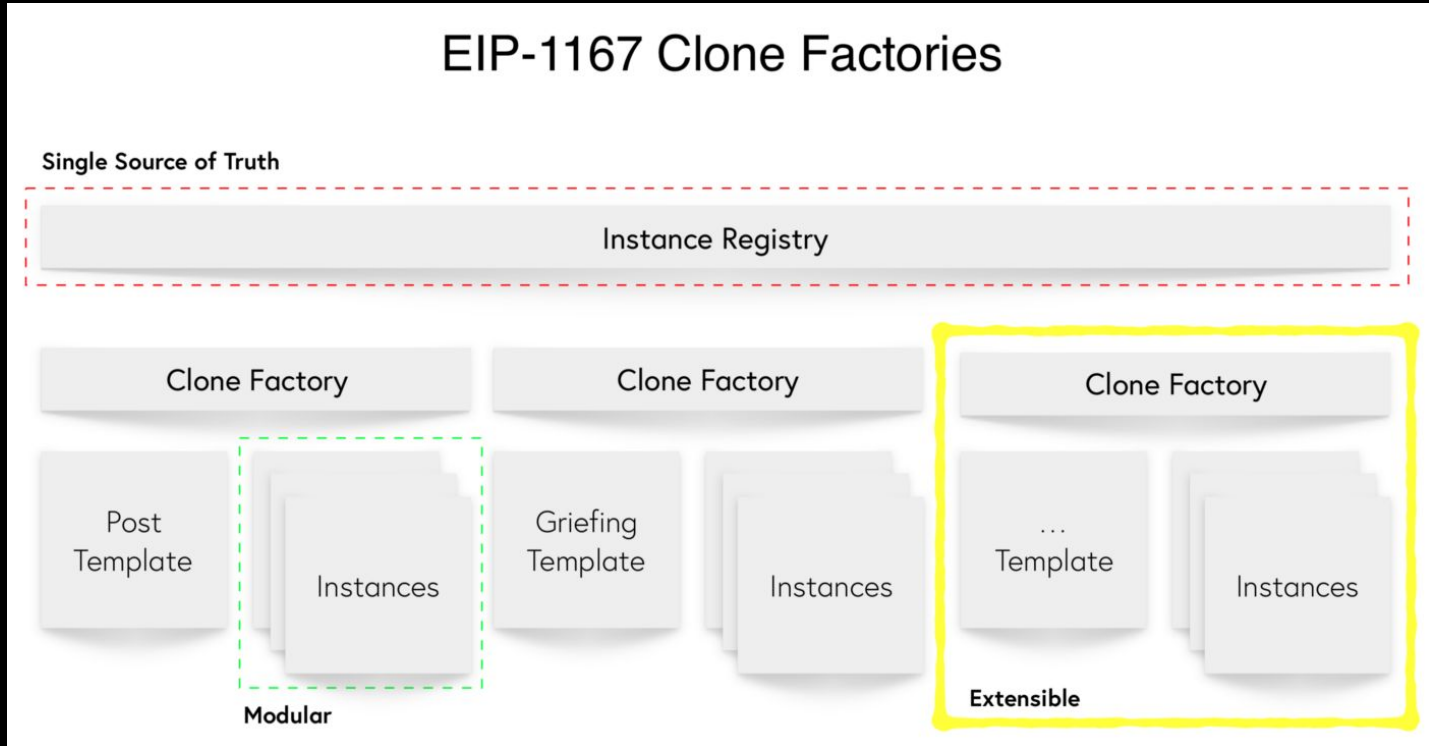 EIP-1167 Clone Factories
Single Source of Truth
Instance Registry
Clone Factory
Clone Factory
Clone Factory
Post
Template
Instances
Griefing
Template
Instances
...
Template
Instances
Modular
Extensible